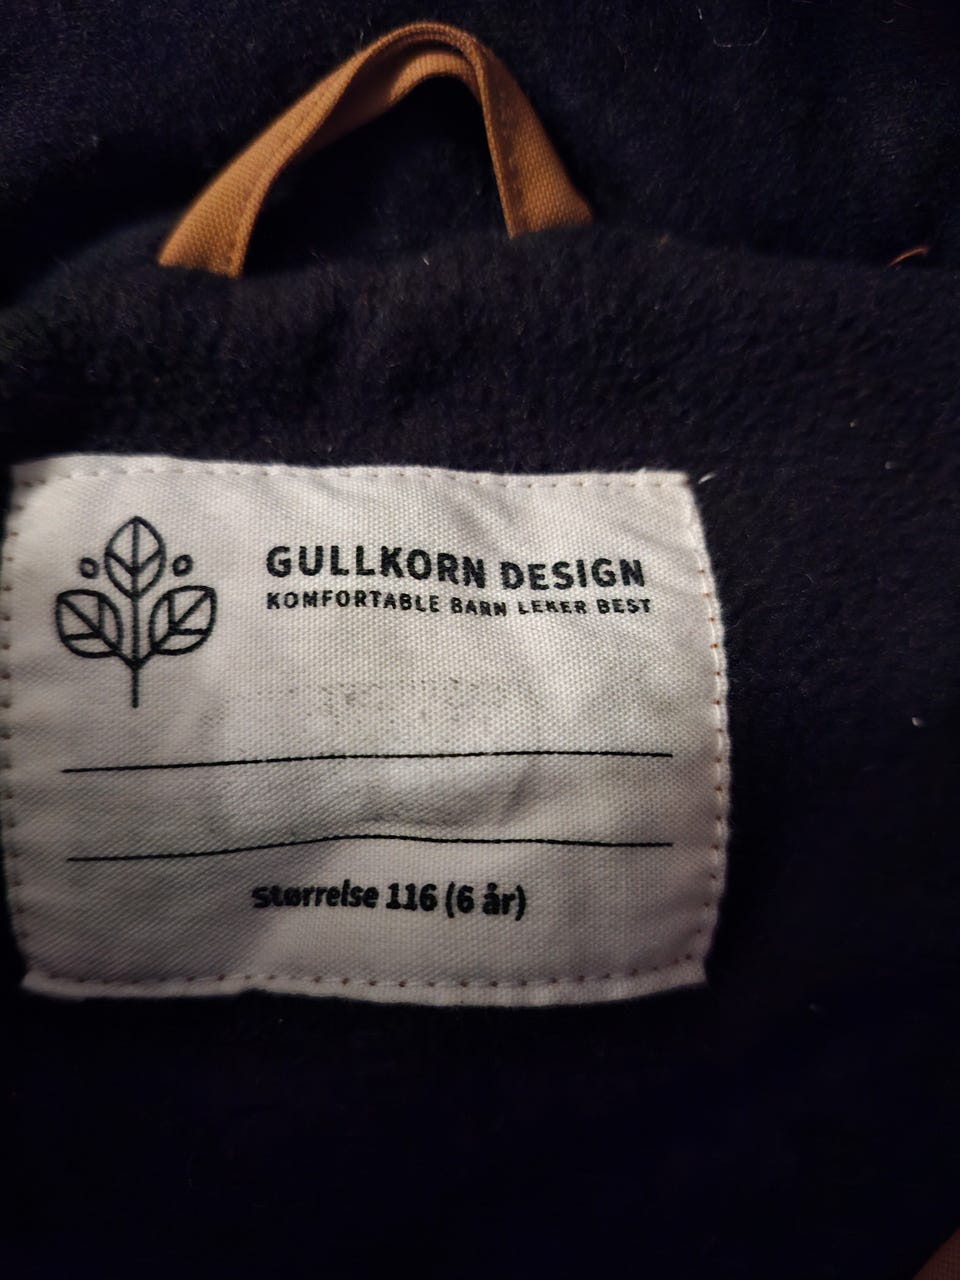 GULLKORN DESIGN
KOMFORTABLE BARN LEKER BEST
størrelse 116 (6 år)